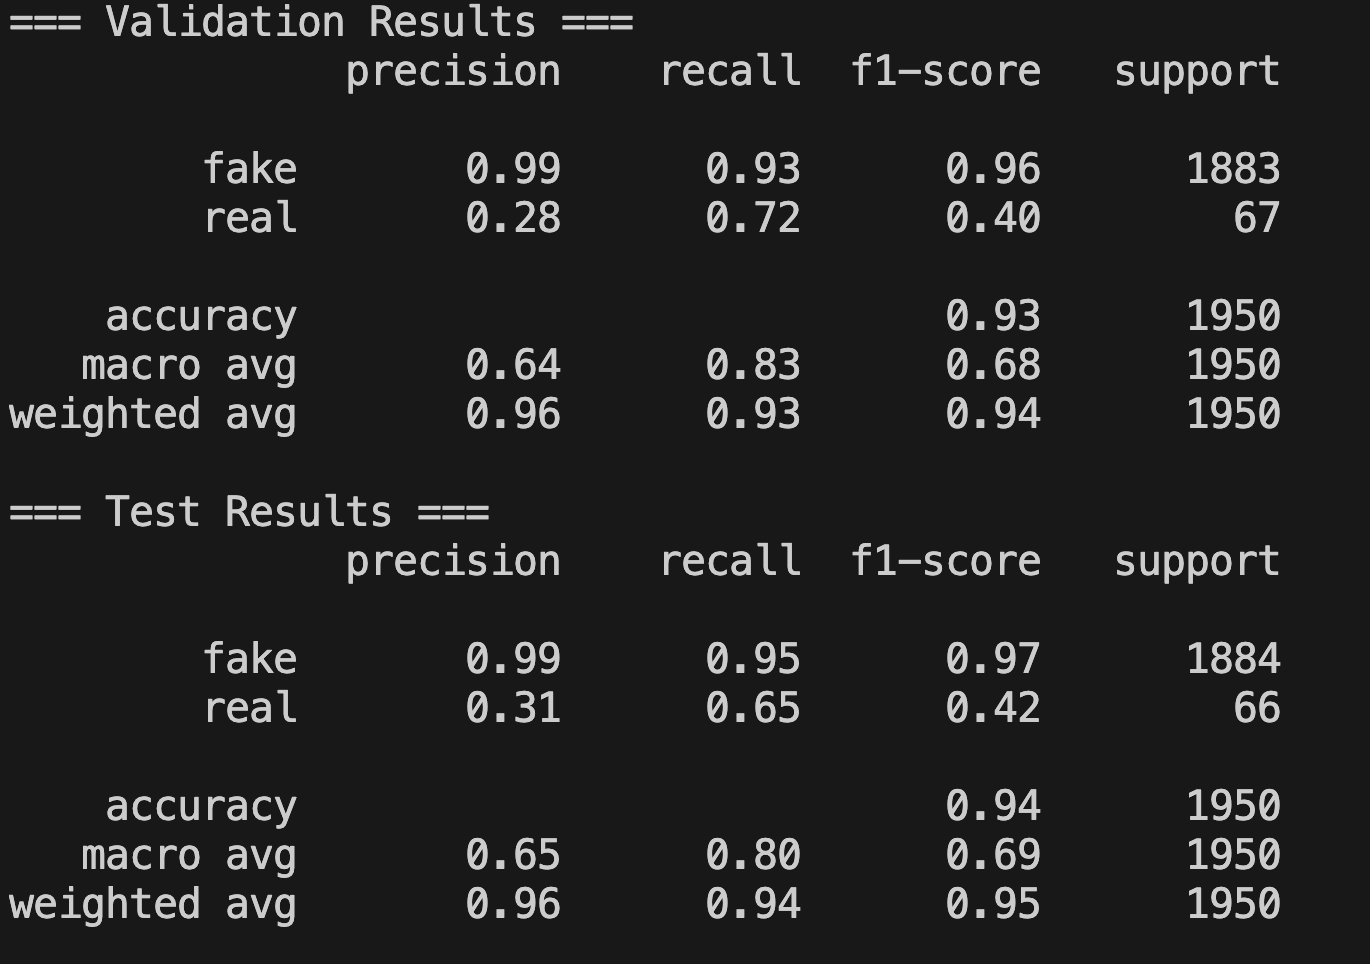 === Validation Results ===
precision recall f1-score support
fake 0.99 0.93 0.96 1883
real 0.28 0.72 0.40 67
accuracy 0.93 1950
macro avg 0.64 0.83 0.68 1950
weighted avg 0.96 0.93 0.94 1950
=== Test Results ===
precision recall f1-score support
fake 0.99 0.95 0.97 1884
real 0.31 0.65 0.42 66
accuracy 0.94 1950
macro avg 0.65 0.80 0.69 1950
weighted avg 0.96 0.94 0.95 1950